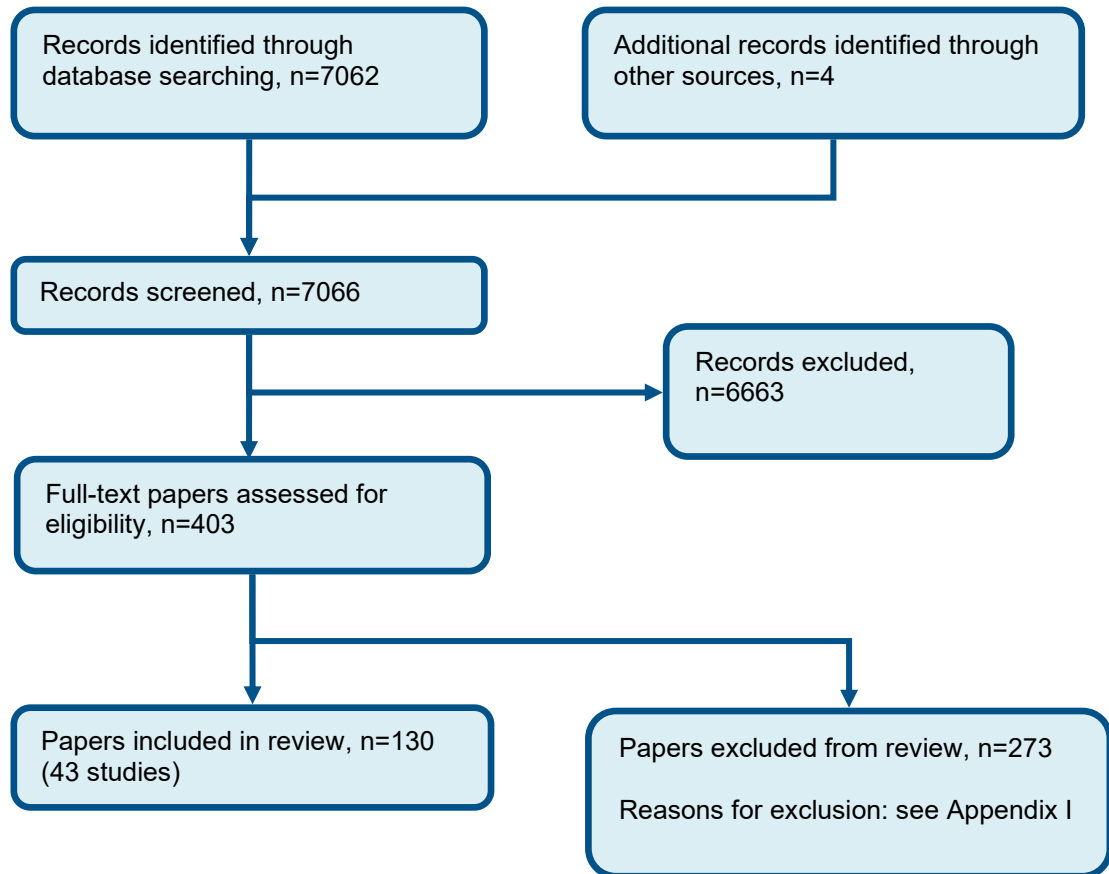 Records identified through
database searching, n=7062
Additional records identified through
other sources, n=4
Records screened, n=7066
Records excluded,
n=6663
Full-text papers assessed for
eligibility, n=403
Papers included in review, n=130
(43 studies)
Papers excluded from review, n=273
Reasons for exclusion: see Appendix I